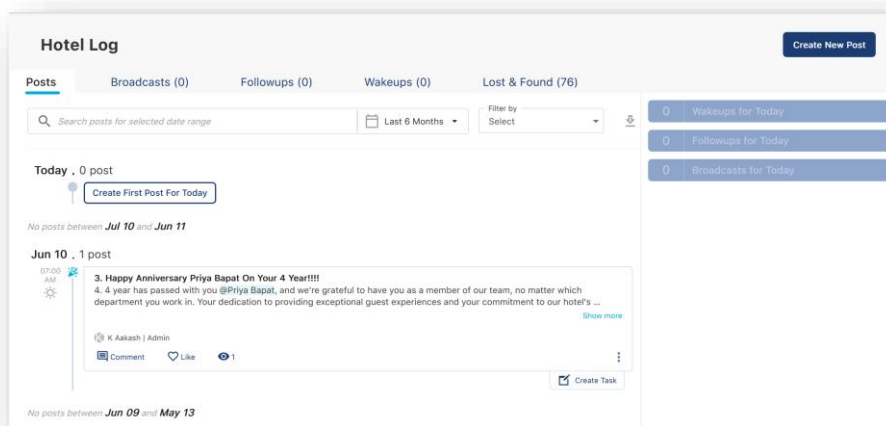 Hotel Log
Create New Post
Posts
Broadcasts (0)
Followups (0)
Wakeups (0)
Lost & Found (76)
Search posts for selected date range
Last 6 Months
Filter by
Select
0 Wakeups for Today
0 Followups for Today
0 Broadcasts for Today
Today . 0 post
Create First Post For Today
No posts between Jul 10 and Jun 11
Jun 10 . 1 post
07:00
AM
3. Happy Anniversary Priya Bapat On Your 4 Year!!!!
4. 4 year has passed with you @Priya Bapat, and we're grateful to have you as a member of our team, no matter which
department you work in. Your dedication to providing exceptional guest experiences and your commitment to our hotel's ...
Show more
K Aakash | Admin
Comment
Like
1
Create Task
No posts between Jun 09 and May 13